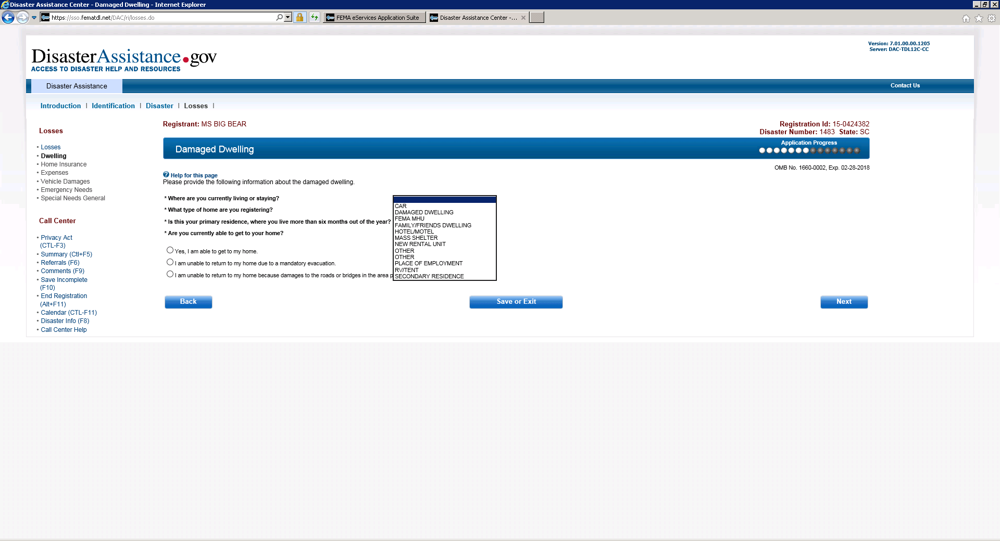 Disaster Assistance Center - Damaged Dwelling - Internet Explorer
https://sso.fematdl.net/DAC/ri/losses.do
FEMA eServices Application Suite
Disaster Assistance Center -...
Version: 7.01.00.00.1205
Server: DAC-TDL12C-CC
DisasterAssistance.gov
ACCESS TO DISASTER HELP AND RESOURCES
Disaster Assistance
Contact Us
Introduction | Identification | Disaster | Losses |
Losses
• Losses
• Dwelling
• Home Insurance
• Expenses
• Vehicle Damages
• Emergency Needs
• Special Needs General
Call Center
• Privacy Act
(CTL-F3)
• Summary (Ctl+F5)
• Referrals (F6)
• Comments (F9)
• Save Incomplete
(F10)
• End Registration
(Alt+F11)
• Calendar (CTL-F11)
• Disaster Info (F8)
• Call Center Help
Registrant: MS BIG BEAR
Registration Id: 15-0424382
Disaster Number: 1483 State: SC
Damaged Dwelling
Application Progress
OMB No. 1660-0002, Exp. 02-28-2018
? Help for this page
Please provide the following information about the damaged dwelling.
* Where are you currently living or staying?
* What type of home are you registering?
* Is this your primary residence, where you live more than six months out of the year?
* Are you currently able to get to your home?
Yes, I am able to get to my home.
I am unable to return to my home due to a mandatory evacuation.
I am unable to return to my home because damages to the roads or bridges in the area p
CAR
DAMAGED DWELLING
FEMA MHU
FAMILY/FRIENDS DWELLING
HOTEL/MOTEL
MASS SHELTER
NEW RENTAL UNIT
OTHER
OTHER
PLACE OF EMPLOYMENT
RV/TENT
SECONDARY RESIDENCE
Back
Save or Exit
Next